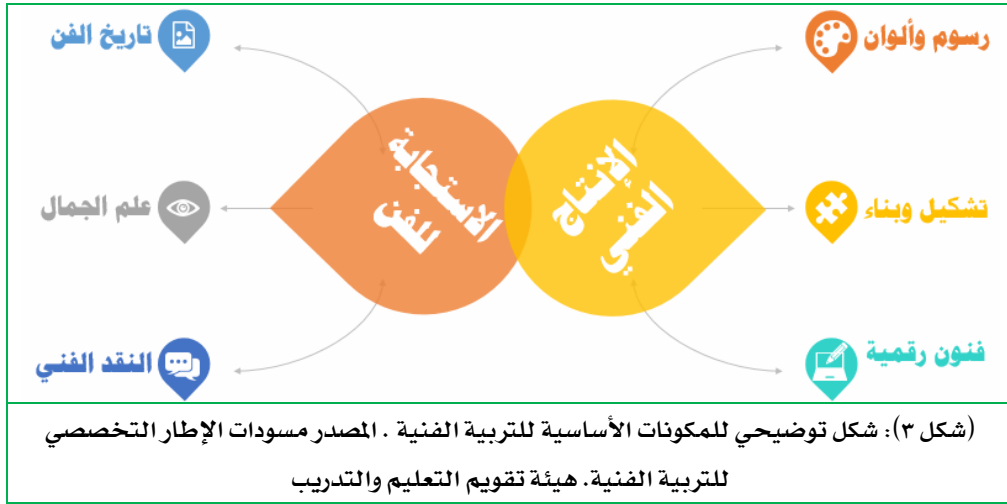 رسوم وألوان
تاريخ الفن
الانتاج
الفني
الاستجابة
للفن
تشكيل وبناء
علم الجمال
فنون رقمية
النقد الفني
(شكل ٣): شكل توضيحي للمكونات الأساسية للتربية الفنية . المصدر مسودات الإطار التخصصي
للتربية الفنية. هيئة تقويم التعليم والتدريب